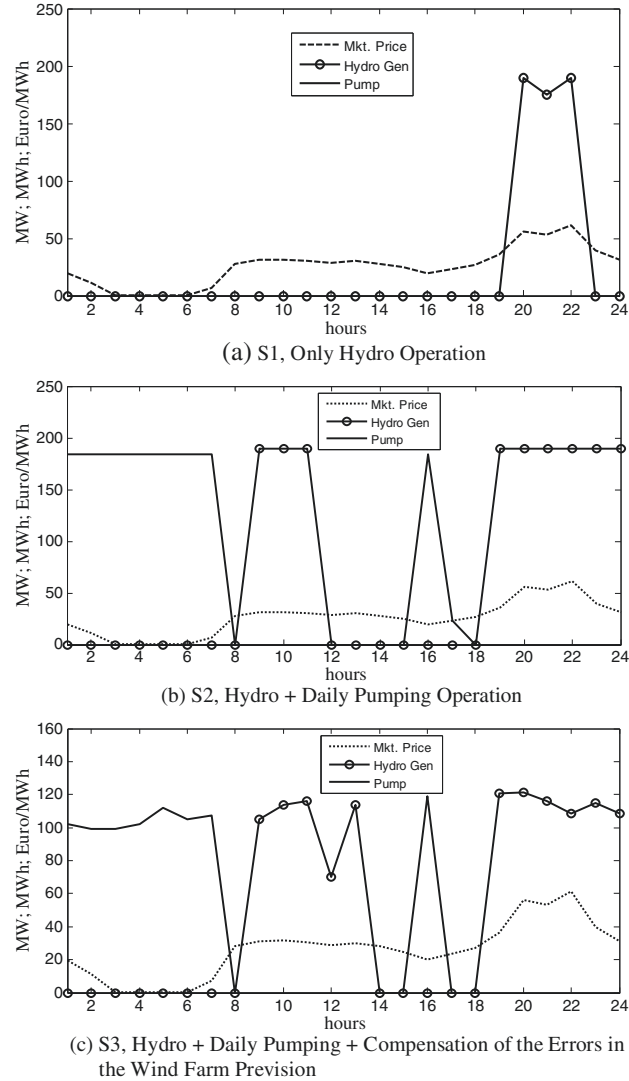 250
200
150
100
50
0
MW; MWh; Euro/MWh
Mkt. Price
Hydro Gen
Pump
2 4 6 8 10 12 14 16 18 20 22 24
hours
(a) S1, Only Hydro Operation
250
200
150
100
50
0
MW; MWh; Euro/MWh
Mkt. Price
Hydro Gen
Pump
2 4 6 8 10 12 14 16 18 20 22 24
(b) S2, Hydro + Daily Pumping Operation
160
140
120
100
80
60
40
20
0
MW; MWh; Euro/MWh
Mkt. Price
Hydro Gen
Pump
2 4 6 8 10 12 14 16 18 20 22 24
(c) S3, Hydro + Daily Pumping + Compensation of the Errors in
the Wind Farm Prevision